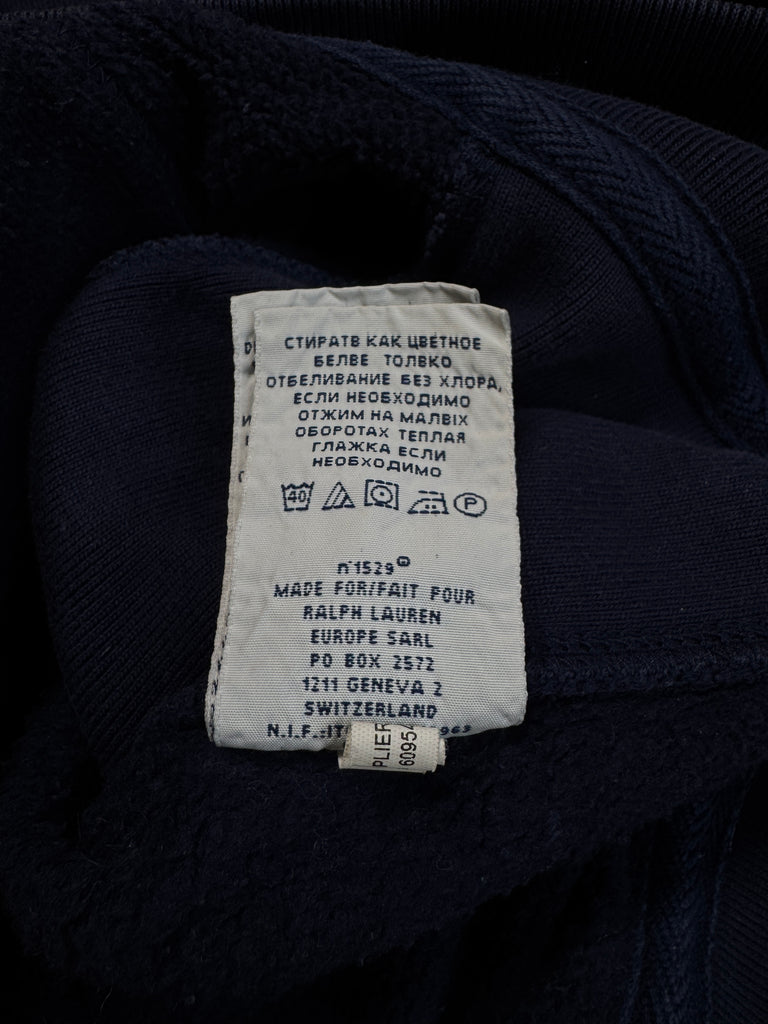 СТИРАТВ КАК ЦВЕТНОЕ
БЕЛВЕ ТОЛВКО
ОТБЕЛИВАНИЕ БЕЗ ХЛОРА,
ЕСЛИ НЕОБХОДИМО
ОТЖИМ НА МАЛВІХ
ОБОРОТАХ ТЕПЛАЯ
ГЛАЖКА ЕСЛИ
НЕОБХОДИМО
40 P
n°1529
MADE FOR/FAIT POUR
RALPH LAUREN
EUROPE SARL
PO BOX 2572
1211 GENEVA 2
SWITZERLAND
N.I.F.:IT
PLIER
6095